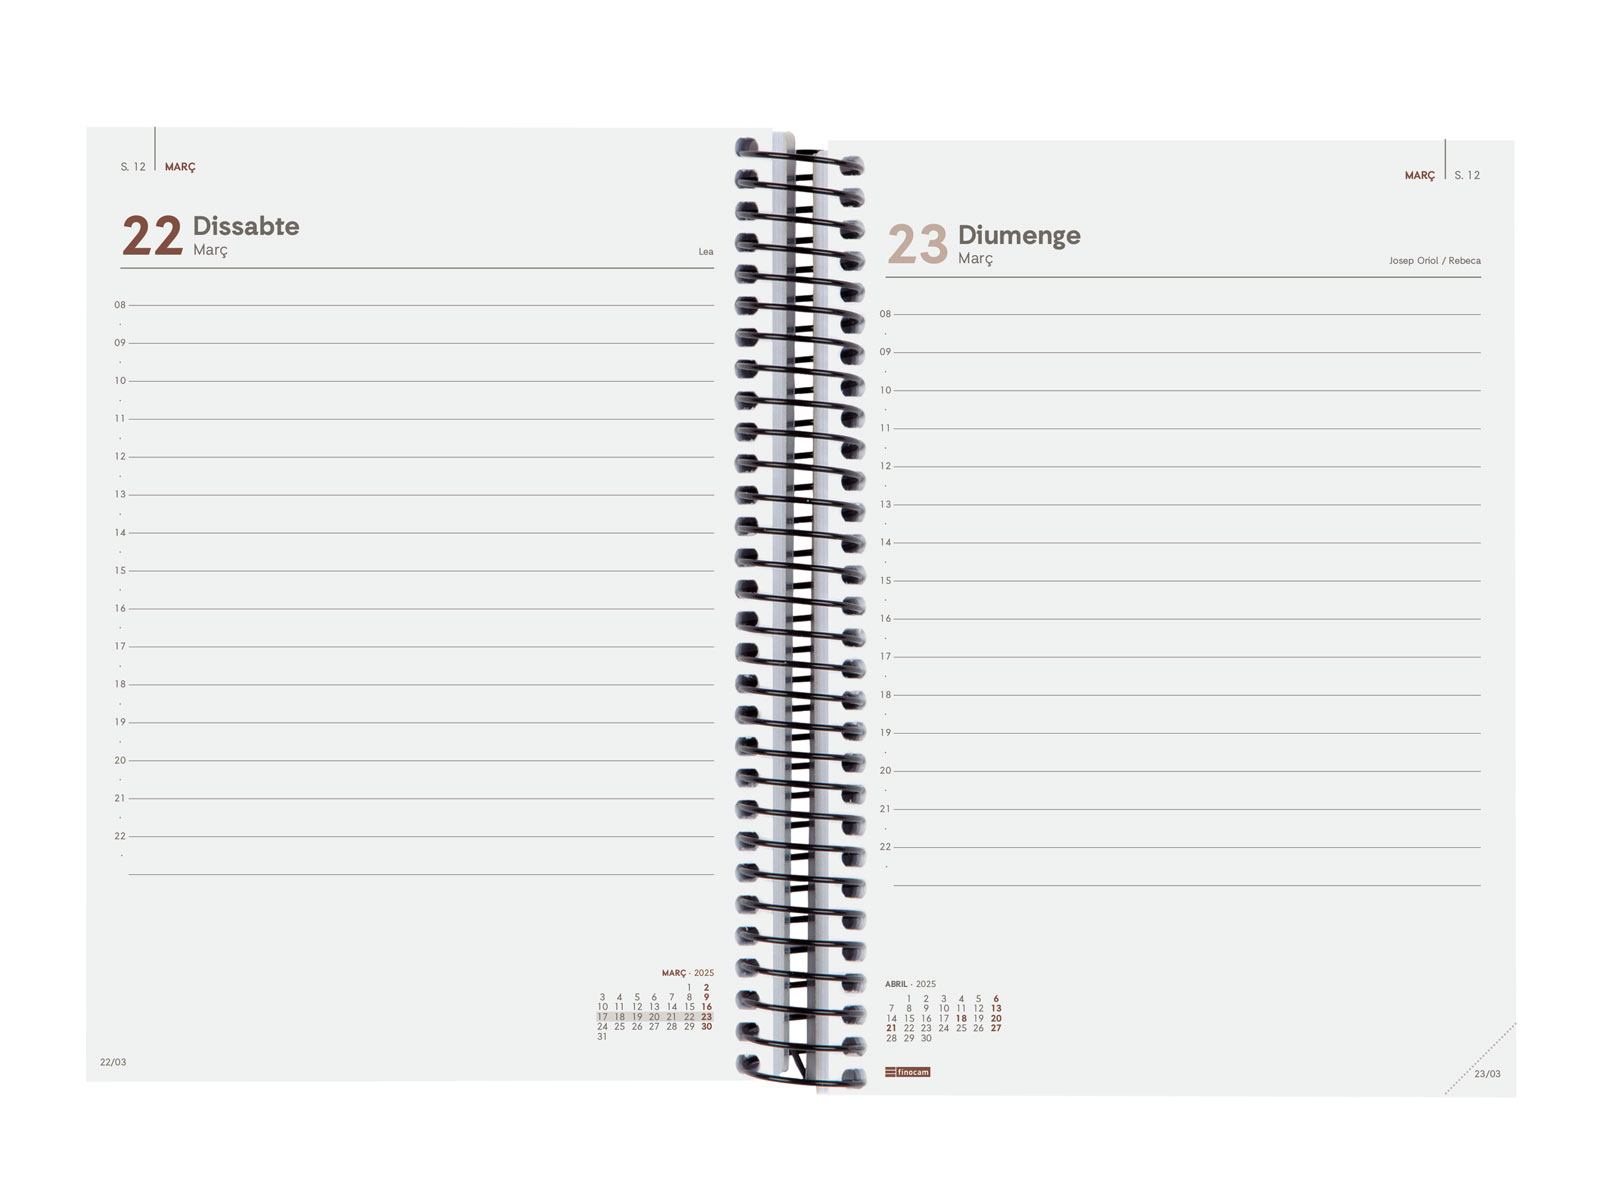 S. 12 MARÇ
22 Dissabte
Març
Lea
08
09
10
11
12
13
14
15
16
17
18
19
20
21
22
MARÇ · 2025
1 2
3 4 5 6 7 8 9
10 11 12 13 14 15 16
17 18 19 20 21 22 23
24 25 26 27 28 29 30
31
22/03
MARÇ S. 12
23 Diumenge
Març
Josep Oriol / Rebeca
08
09
10
11
12
13
14
15
16
17
18
19
20
21
22
ABRIL · 2025
1 2 3 4 5 6
7 8 9 10 11 12 13
14 15 16 17 18 19 20
21 22 23 24 25 26 27
28 29 30
finocam
23/03